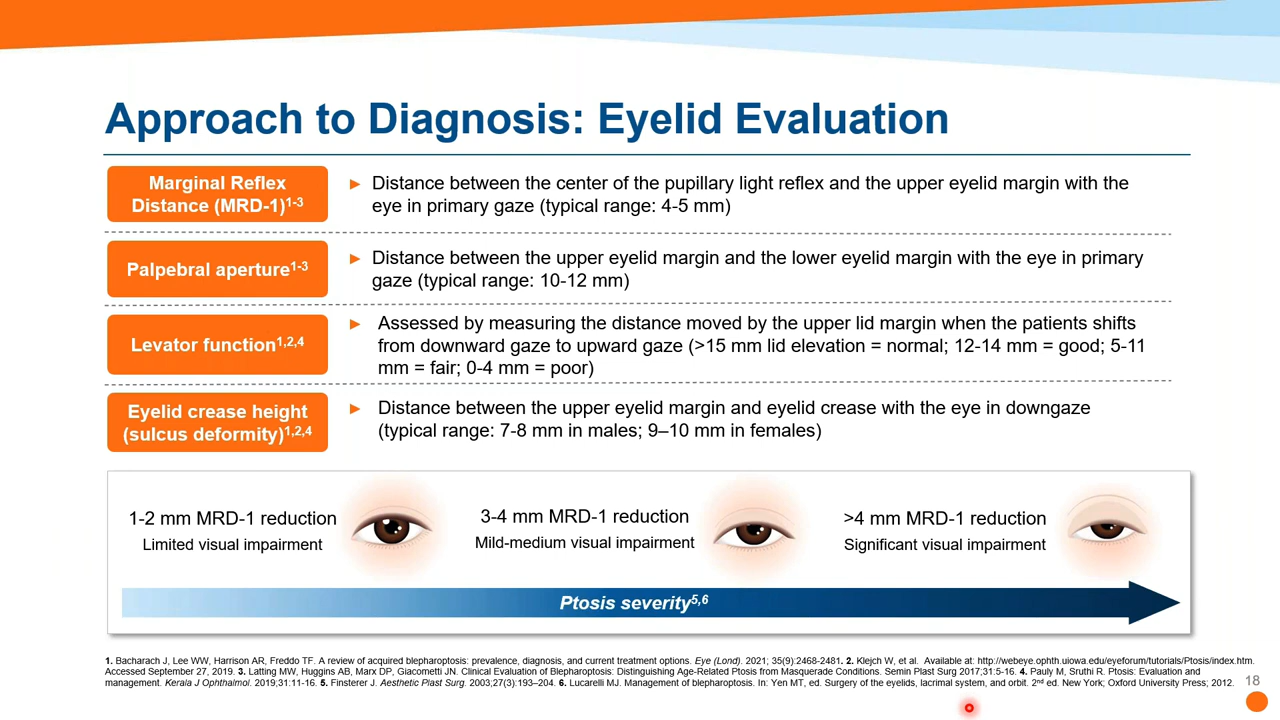 Approach to Diagnosis: Eyelid Evaluation
Marginal Reflex
Distance (MRD-1)1-3
► Distance between the center of the pupillary light reflex and the upper eyelid margin with the
eye in primary gaze (typical range: 4-5 mm)
Palpebral aperture1-3
► Distance between the upper eyelid margin and the lower eyelid margin with the eye in primary
gaze (typical range: 10-12 mm)
Levator function1,2,4
► Assessed by measuring the distance moved by the upper lid margin when the patients shifts
from downward gaze to upward gaze (>15 mm lid elevation = normal; 12-14 mm = good; 5-11
mm = fair; 0-4 mm = poor)
Eyelid crease height
(sulcus deformity)1,2,4
► Distance between the upper eyelid margin and eyelid crease with the eye in downgaze
(typical range: 7-8 mm in males; 9–10 mm in females)
1-2 mm MRD-1 reduction
Limited visual impairment
3-4 mm MRD-1 reduction
Mild-medium visual impairment
>4 mm MRD-1 reduction
Significant visual impairment
Ptosis severity5,6
1. Bacharach J, Lee WW, Harrison AR, Freddo TF. A review of acquired blepharoptosis: prevalence, diagnosis, and current treatment options. Eye (Lond). 2021; 35(9):2468-2481. 2. Klejch W, et al. Available at: http://webeye.ophth.uiowa.edu/eyeforum/tutorials/Ptosis/index.htm.
Accessed September 27, 2019. 3. Latting MW, Huggins AB, Marx DP, Giacometti JN. Clinical Evaluation of Blepharoptosis: Distinguishing Age-Related Ptosis from Masquerade Conditions. Semin Plast Surg 2017;31:5-16. 4. Pauly M, Sruthi R. Ptosis: Evaluation and
management. Kerala J Ophthalmol. 2019;31:11-16. 5. Finsterer J. Aesthetic Plast Surg. 2003;27(3):193–204. 6. Lucarelli MJ. Management of blepharoptosis. In: Yen MT, ed. Surgery of the eyelids, lacrimal system, and orbit. 2nd ed. New York; Oxford University Press; 2012.
18